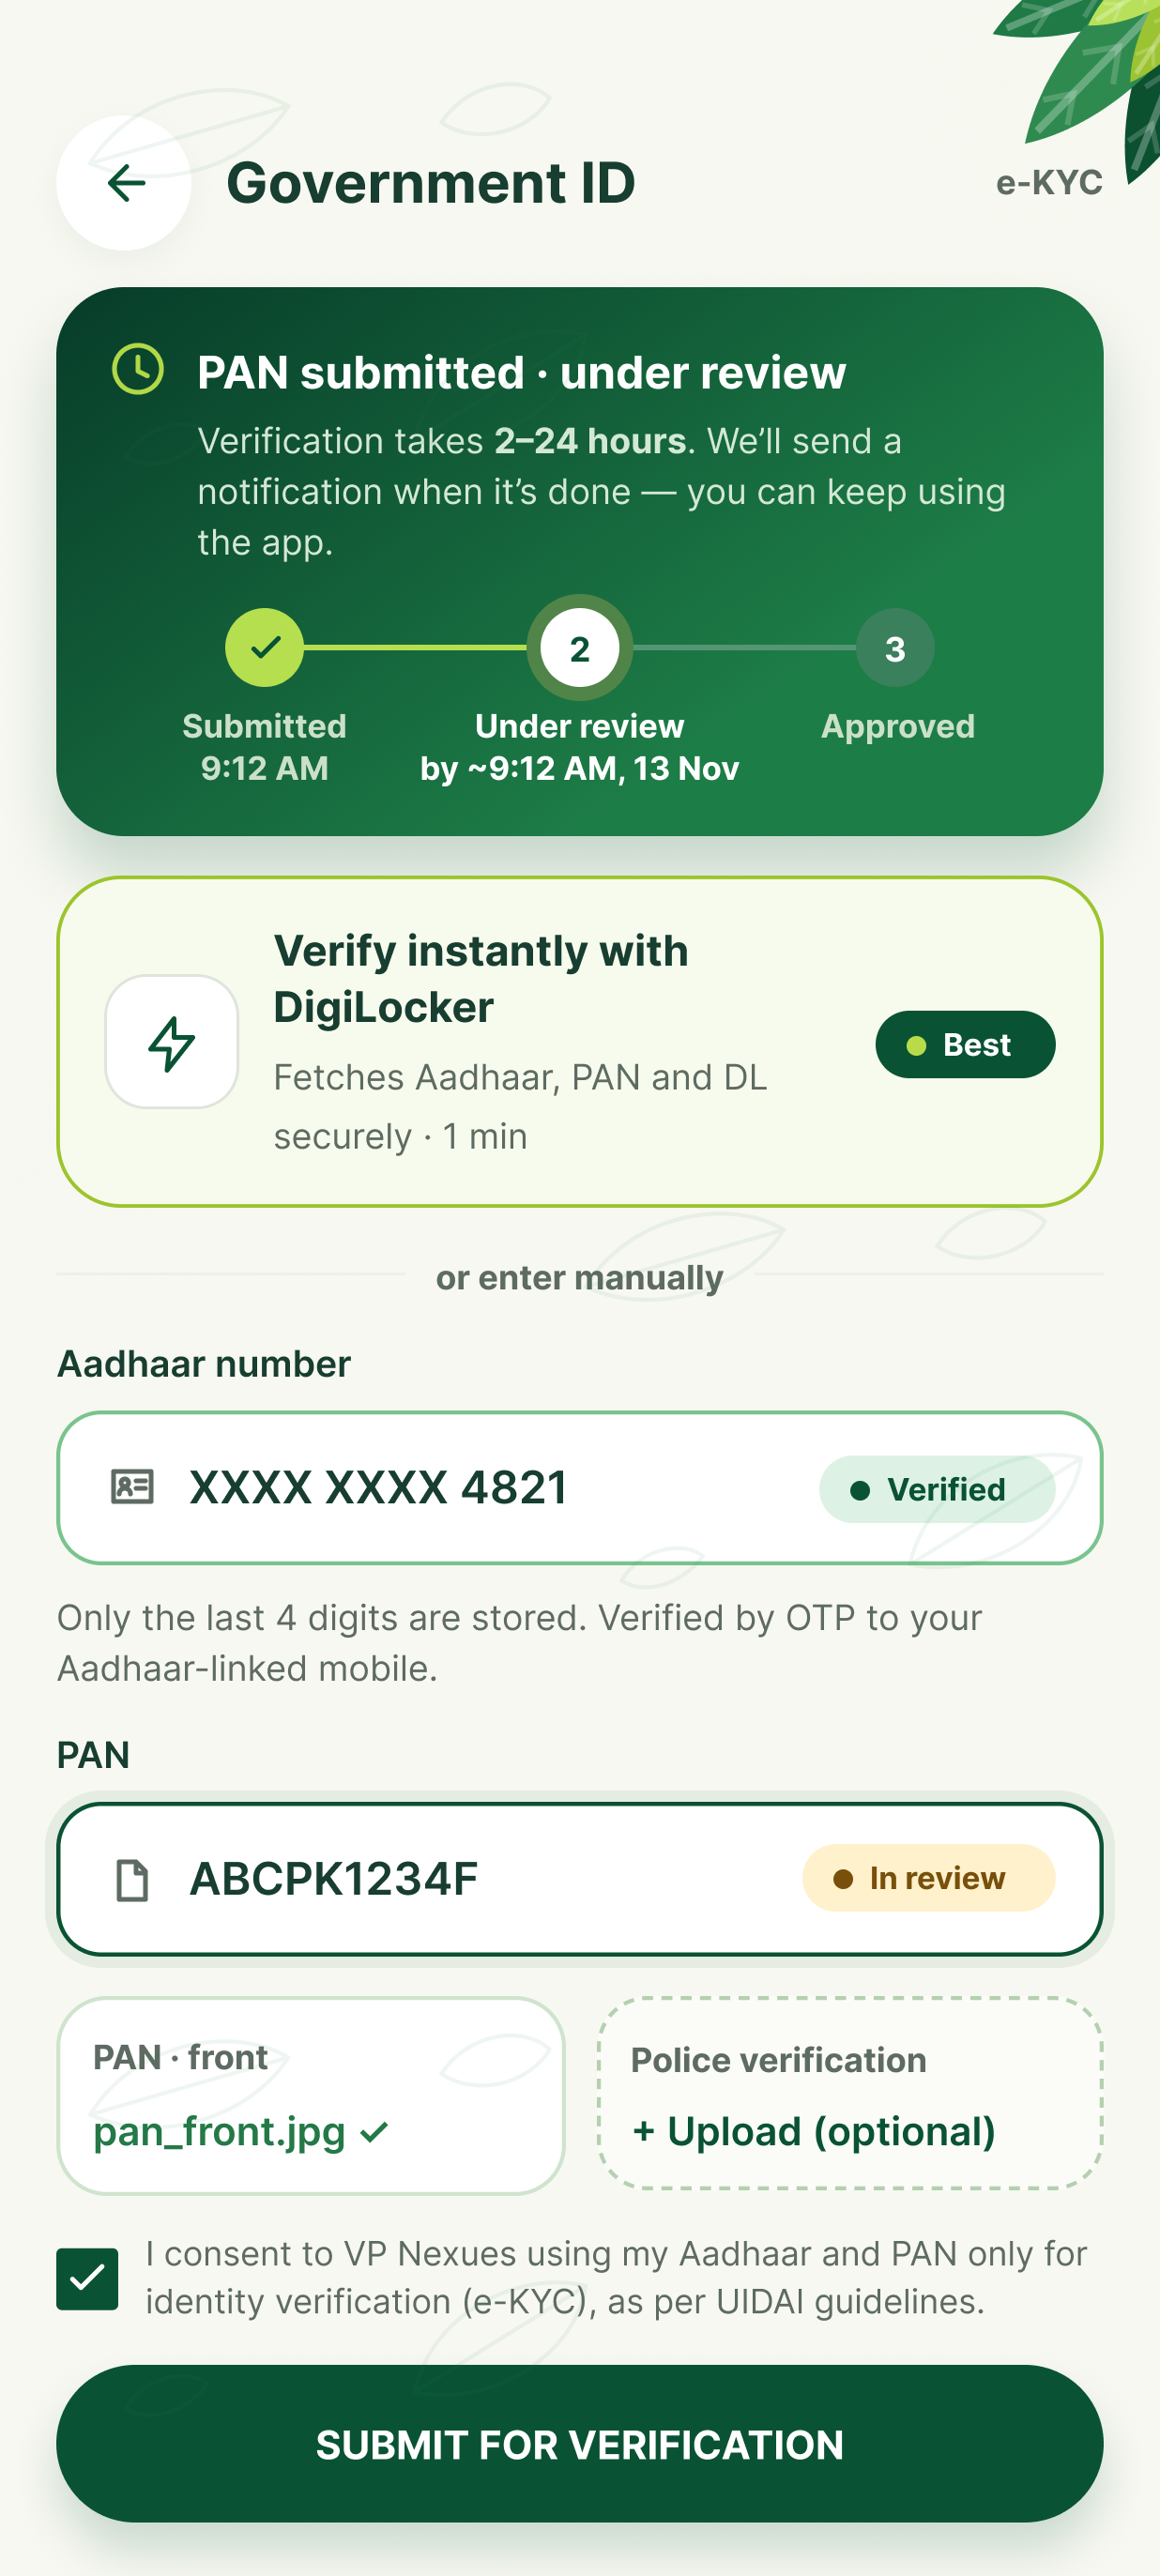 Government ID
e-KYC
PAN submitted · under review
Verification takes 2–24 hours. We’ll send a
notification when it’s done — you can keep using
the app.
2
3
Submitted
9:12 AM
Under review
by ~9:12 AM, 13 Nov
Approved
Verify instantly with
DigiLocker
Fetches Aadhaar, PAN and DL
securely · 1 min
Best
or enter manually
Aadhaar number
XXXX XXXX 4821
Verified
Only the last 4 digits are stored. Verified by OTP to your
Aadhaar-linked mobile.
PAN
ABCPK1234F
In review
PAN · front
pan_front.jpg ✓
Police verification
+ Upload (optional)
I consent to VP Nexues using my Aadhaar and PAN only for
identity verification (e-KYC), as per UIDAI guidelines.
SUBMIT FOR VERIFICATION